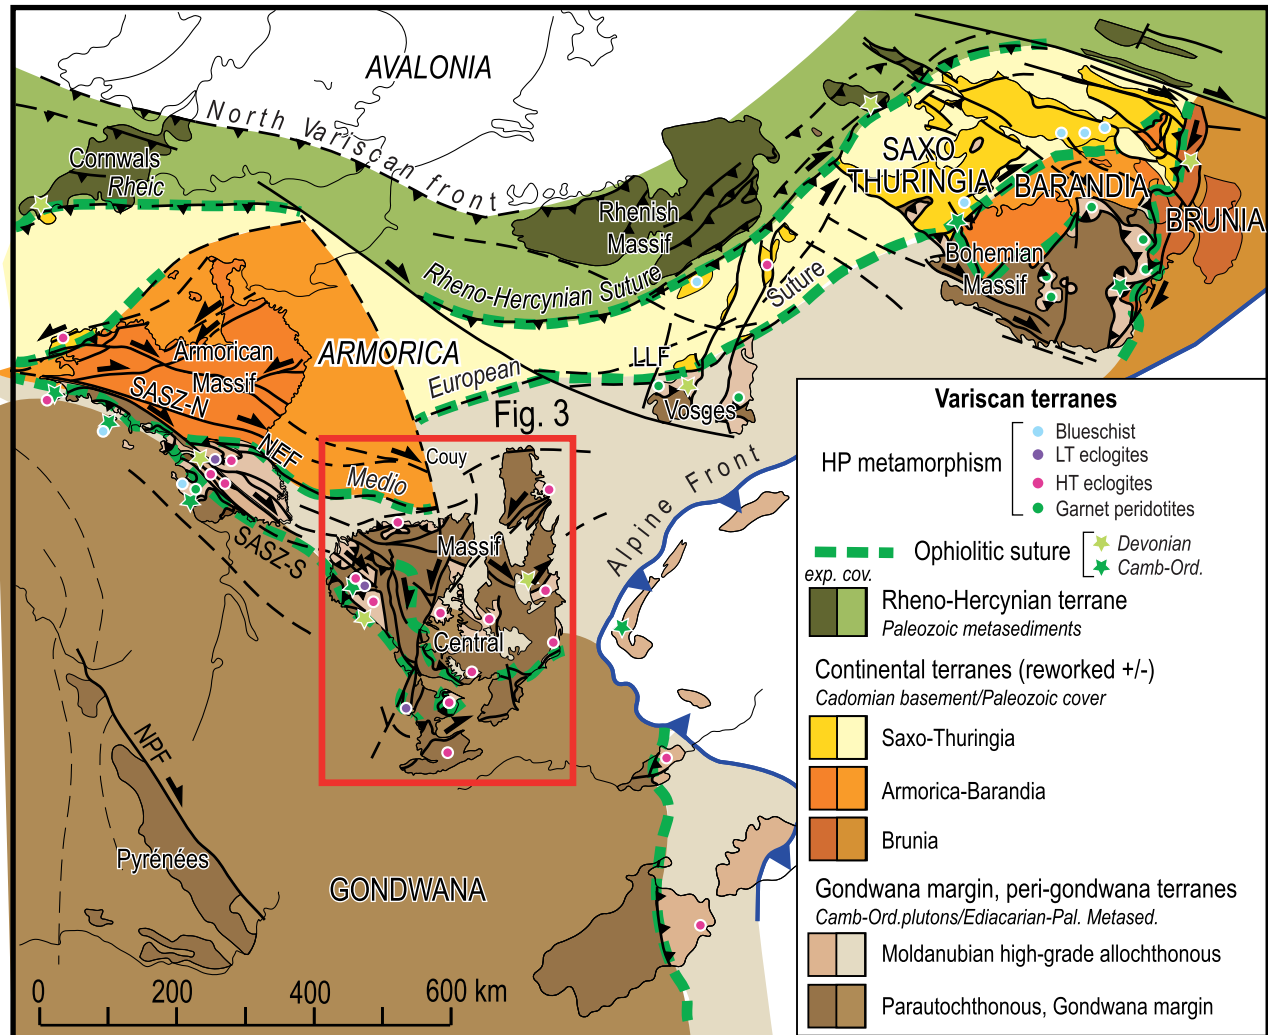 AVALONIA
North Variscan front
Cornwals
Rheic
Rhenish
Massif
SAXO
THURINGIA
BARANDIA
BRUNIA
Bohemian
Massif
Rheno-Hercynian Suture
Suture
Armorican
Massif
ARMORICA
European
LLF
Vosges
SASZ-N
NEF
Fig. 3
Couy
Medio
SASZ-S
Massif
Central
Alpine Front
NPF
Pyrénées
GONDWANA
0 200 400 600 km
Variscan terranes
HP metamorphism
Blueschist
LT eclogites
HT eclogites
Garnet peridotites
Ophiolitic suture
Devonian
Camb-Ord.
exp. cov.
Rheno-Hercynian terrane
Paleozoic metasediments
Continental terranes (reworked +/-)
Cadomian basement/Paleozoic cover
Saxo-Thuringia
Armorica-Barandia
Brunia
Gondwana margin, peri-gondwana terranes
Camb-Ord.plutons/Ediacarian-Pal. Metased.
Moldanubian high-grade allochthonous
Parautochthonous, Gondwana margin